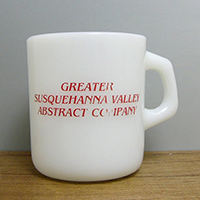 GREATER
SUSQUEHANNA VALLEY
ABSTRACT COMPANY